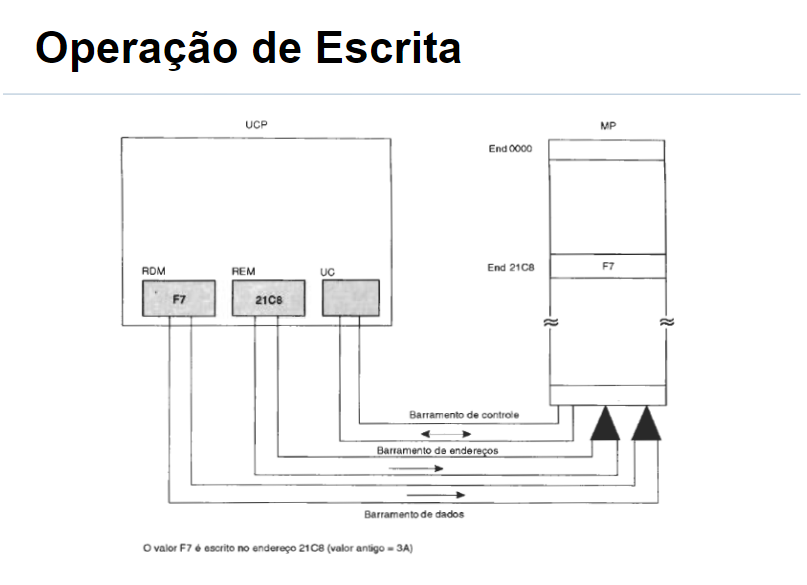 Operação de Escrita
UCP
MP
End 0000
RDM
REM
UC
End 21C8
F7
F7
21C8
Barramento de controle
Barramento de endereços
Barramento de dados
O valor F7 é escrito no endereço 21C8 (valor antigo = 3A)